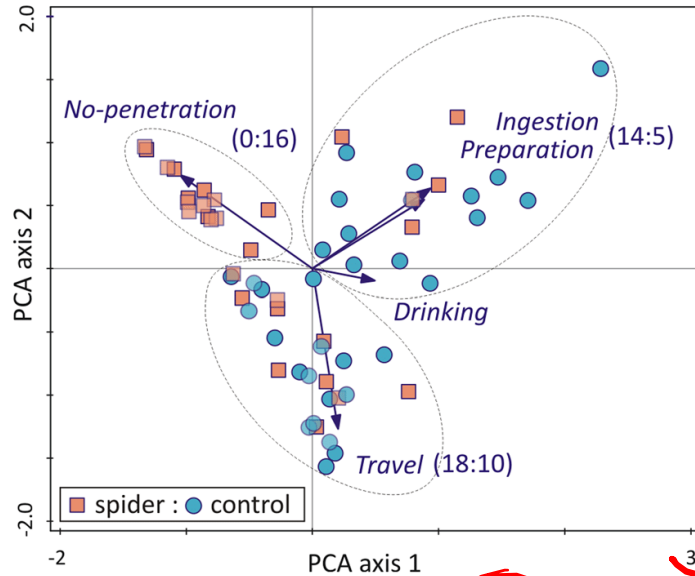 2.0
No-penetration
(0:16)
Ingestion
Preparation
(14:5)
PCA axis 2
Drinking
Travel (18:10)
spider : control
-2.0
-2
PCA axis 1
3